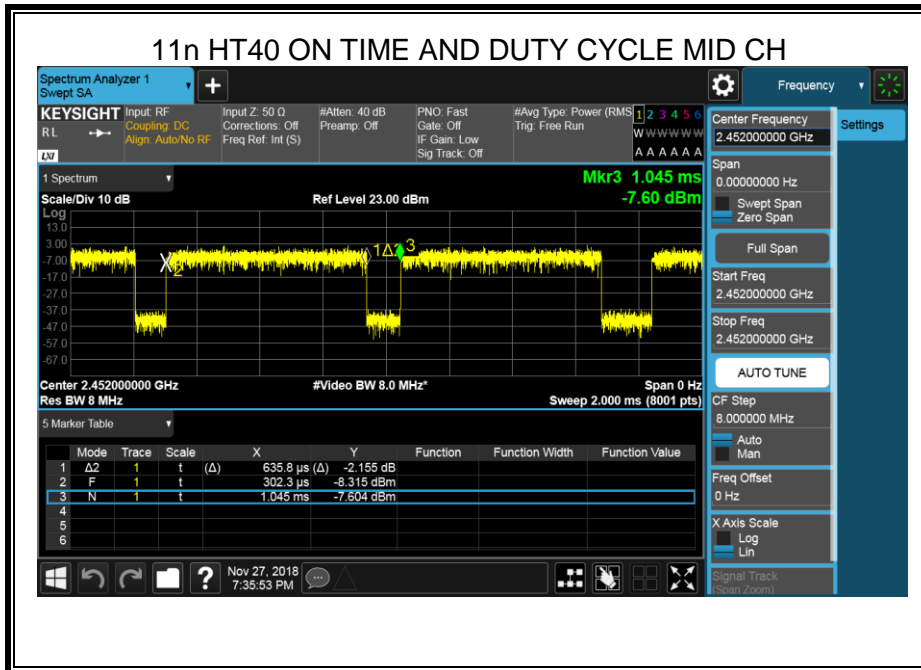 11n HT40 ON TIME AND DUTY CYCLE MID CH
Spectrum Analyzer 1
Swept SA
+
Frequency
KEYSIGHT
RL
LXI
Input: RF
Coupling: DC
Align: Auto/No RF
Input Z: 50 Ω
Corrections: Off
Freq Ref: Int (S)
#Atten: 40 dB
Preamp: Off
PNO: Fast
Gate: Off
IF Gain: Low
Sig Track: Off
#Avg Type: Power (RMS
Trig: Free Run
1 2 3 4 5 6
W W W W W W
A A A A A A
1 Spectrum
Scale/Div 10 dB
Ref Level 23.00 dBm
Mkr3 1.045 ms
-7.60 dBm
Log
13.0
3.00
-7.00
-17.0
-27.0
-37.0
-47.0
-57.0
-67.0
X2
1Δ2
3
Center 2.452000000 GHz
#Video BW 8.0 MHz*
Span 0 Hz
Res BW 8 MHz
Sweep 2.000 ms (8001 pts)
5 Marker Table
Mode Trace Scale X Y Function Function Width Function Value
1 Δ2 1 t (Δ) 635.8 µs (Δ) -2.155 dB
2 F 1 t 302.3 µs -8.315 dBm
3 N 1 t 1.045 ms -7.604 dBm
4
5
6
Nov 27, 2018
7:35:53 PM
Center Frequency
2.452000000 GHz
Settings
Span
0.00000000 Hz
Swept Span
Zero Span
Full Span
Start Freq
2.452000000 GHz
Stop Freq
2.452000000 GHz
AUTO TUNE
CF Step
8.000000 MHz
Auto
Man
Freq Offset
0 Hz
X Axis Scale
Log
Lin
Signal Track
(Span Zoom)